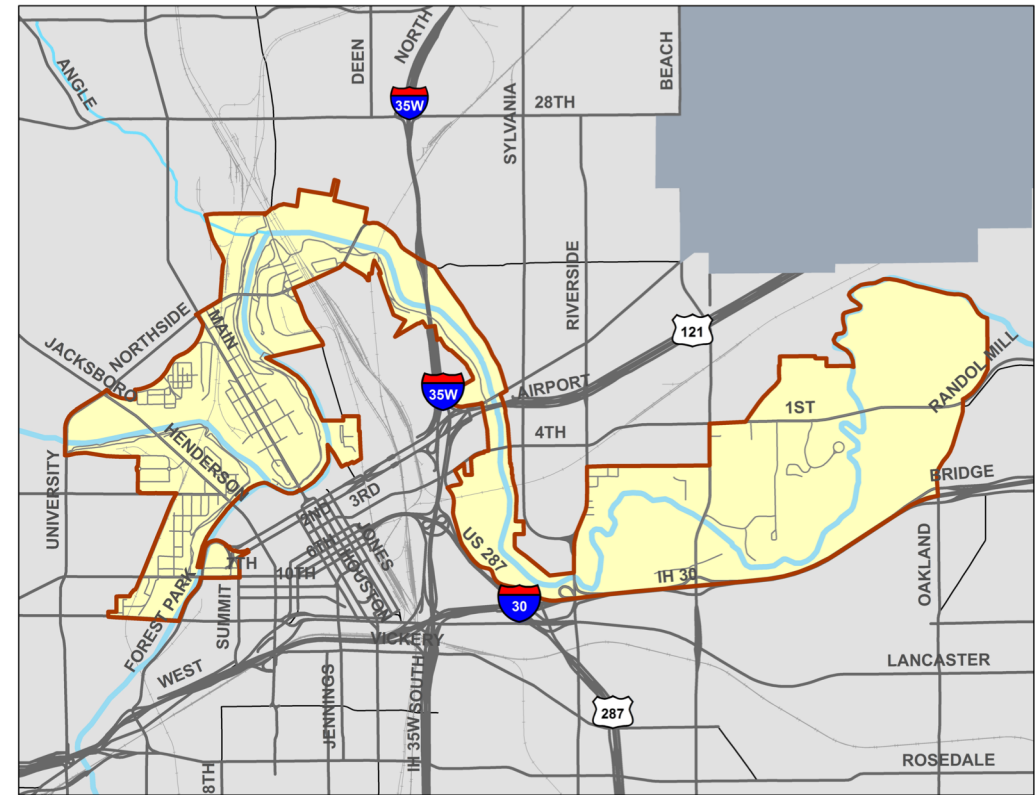 ANGLE
DEEN
NORTH
35W
SYLVANIA
BEACH
28TH
RIVERSIDE
NORTHSIDE
MAIN
JACKSBORO
121
35W
AIRPORT
RANDOL MILL
1ST
4TH
HENDERSON
UNIVERSITY
3RD
2ND
BRIDGE
6TH
JONES
US 287
7TH
10TH
HOUSTON
IH 30
30
OAKLAND
FOREST PARK
SUMMIT
VICKERY
WEST
LANCASTER
JENNINGS
IH 35W SOUTH
287
ROSEDALE
8TH